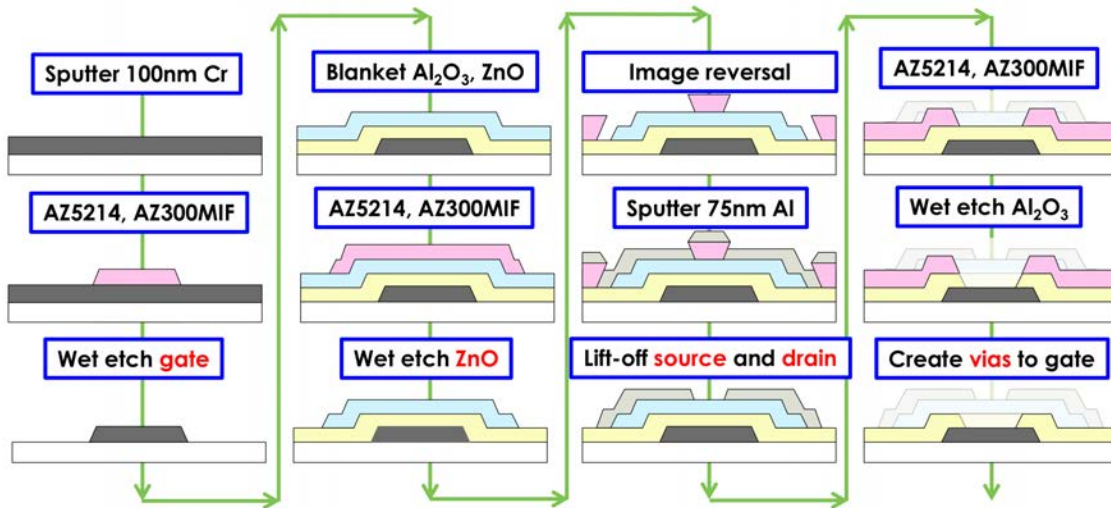 Sputter 100nm Cr
AZ5214, AZ300MIF
Wet etch gate
Blanket Al₂O₃, ZnO
AZ5214, AZ300MIF
Wet etch ZnO
Image reversal
Sputter 75nm Al
Lift-off source and drain
AZ5214, AZ300MIF
Wet etch Al₂O₃
Create vias to gate